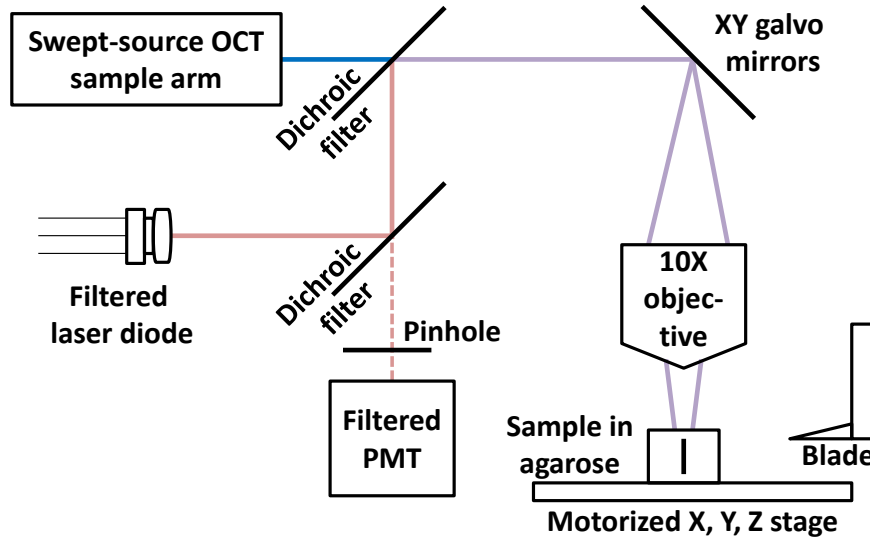 Swept-source OCT
sample arm
XY galvo
mirrors
Dichroic
filter
Filtered
laser diode
Dichroic
filter
10X
objec-
tive
Pinhole
Filtered
PMT
Sample in
agarose
Blade
Motorized X, Y, Z stage